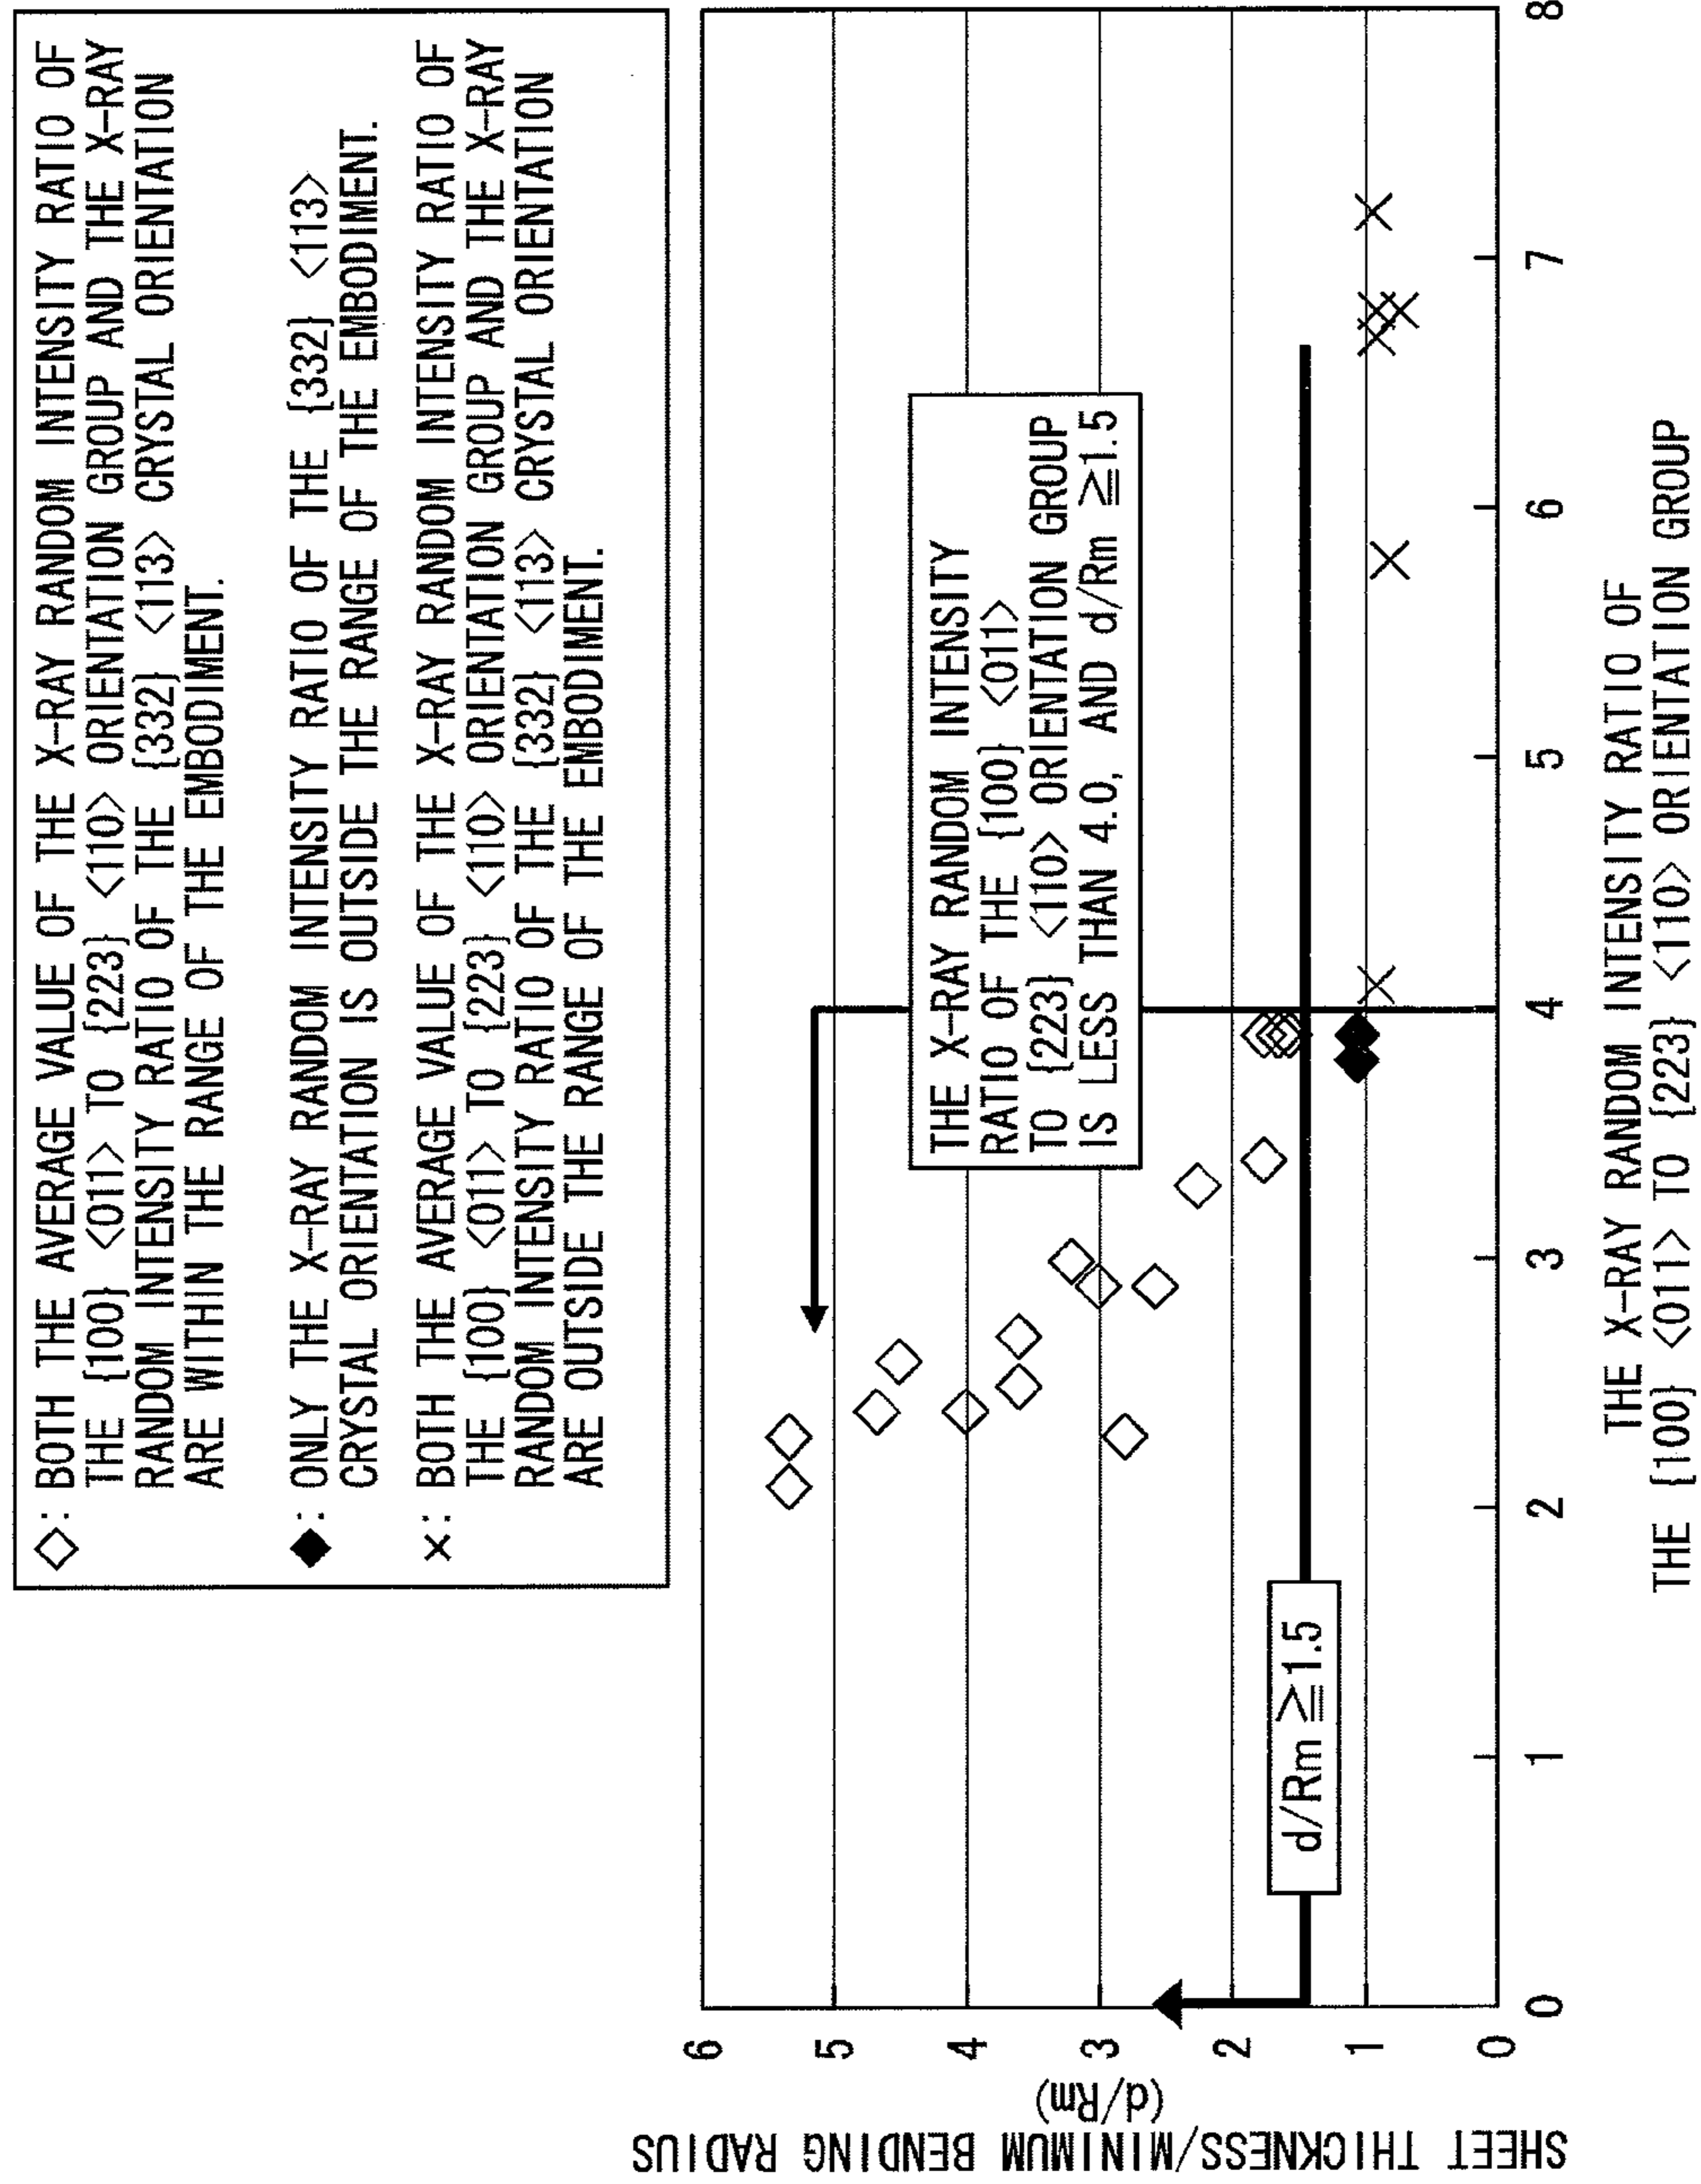 ◇: BOTH THE AVERAGE VALUE OF THE X-RAY RANDOM INTENSITY RATIO OF
THE {100} <011> TO {223} <110> ORIENTATION GROUP AND THE X-RAY
RANDOM INTENSITY RATIO OF THE {332} <113> CRYSTAL ORIENTATION
ARE WITHIN THE RANGE OF THE EMBODIMENT.
◆: ONLY THE X-RAY RANDOM INTENSITY RATIO OF THE {332} <113>
CRYSTAL ORIENTATION IS OUTSIDE THE RANGE OF THE EMBODIMENT.
×: BOTH THE AVERAGE VALUE OF THE X-RAY RANDOM INTENSITY RATIO OF
THE {100} <011> TO {223} <110> ORIENTATION GROUP AND THE X-RAY
RANDOM INTENSITY RATIO OF THE {332} <113> CRYSTAL ORIENTATION
ARE OUTSIDE THE RANGE OF THE EMBODIMENT.
SHEET THICKNESS/MINIMUM BENDING RADIUS
(d/Rm)
6
5
4
3
2
1
0
THE X-RAY RANDOM INTENSITY
RATIO OF THE {100} <011>
TO {223} <110> ORIENTATION GROUP
IS LESS THAN 4.0, AND d/Rm ≧1.5
d/Rm ≧1.5
0 1 2 3 4 5 6 7 8
THE X-RAY RANDOM INTENSITY RATIO OF
THE {100} <011> TO {223} <110> ORIENTATION GROUP